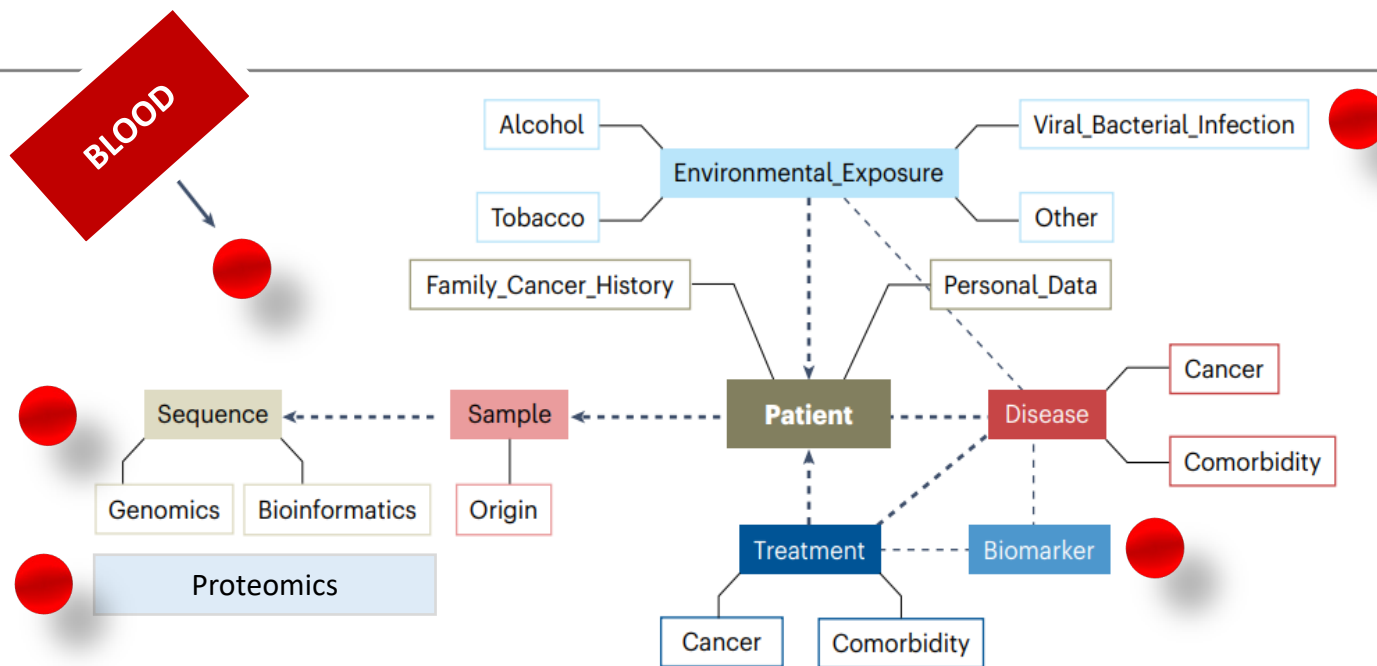 BLOOD
Alcohol
Viral_Bacterial_Infection
Environmental_Exposure
Tobacco
Other
Family_Cancer_History
Personal_Data
Cancer
Sequence
Sample
Patient
Disease
Comorbidity
Genomics
Bioinformatics
Origin
Treatment
Biomarker
Proteomics
Cancer
Comorbidity